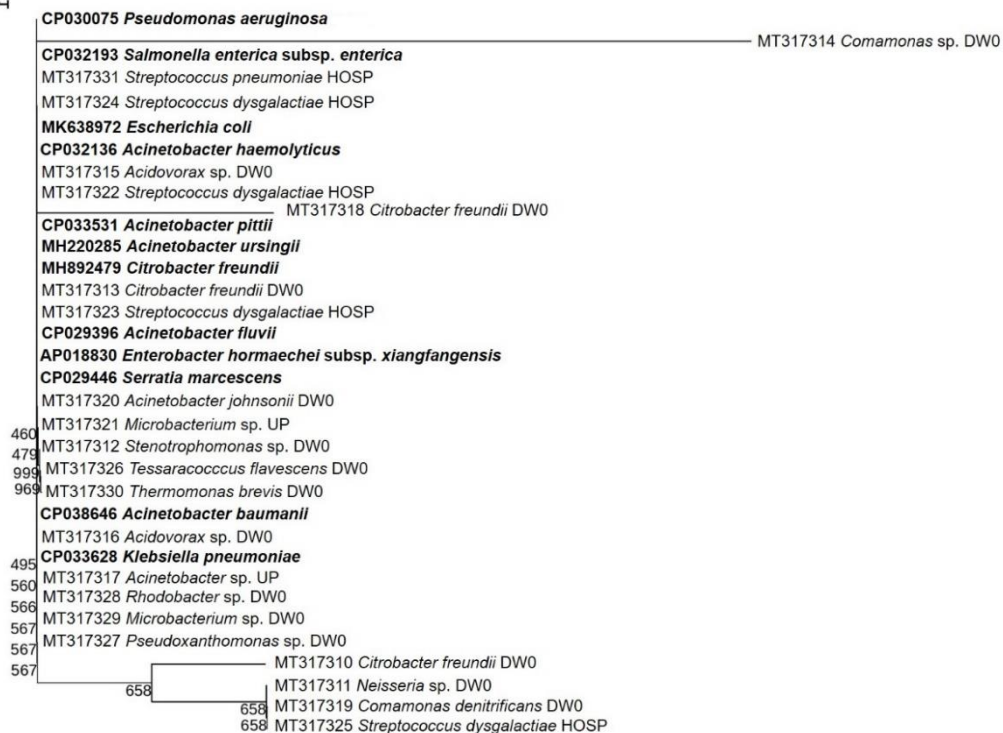 CP030075 Pseudomonas aeruginosa
MT317314 Comamonas sp. DW0
CP032193 Salmonella enterica subsp. enterica
MT317331 Streptococcus pneumoniae HOSP
MT317324 Streptococcus dysgalactiae HOSP
MK638972 Escherichia coli
CP032136 Acinetobacter haemolyticus
MT317315 Acidovorax sp. DW0
MT317322 Streptococcus dysgalactiae HOSP
MT317318 Citrobacter freundii DW0
CP033531 Acinetobacter pittii
MH220285 Acinetobacter ursingii
MH892479 Citrobacter freundii
MT317313 Citrobacter freundii DW0
MT317323 Streptococcus dysgalactiae HOSP
CP029396 Acinetobacter fluvii
AP018830 Enterobacter hormaechei subsp. xiangfangensis
CP029446 Serratia marcescens
MT317320 Acinetobacter johnsonii DW0
MT317321 Microbacterium sp. UP
460
MT317312 Stenotrophomonas sp. DW0
479
MT317326 Tessaracocccus flavescens DW0
999
MT317330 Thermomonas brevis DW0
969
CP038646 Acinetobacter baumanii
MT317316 Acidovorax sp. DW0
CP033628 Klebsiella pneumoniae
495
MT317317 Acinetobacter sp. UP
560
MT317328 Rhodobacter sp. DW0
566
MT317329 Microbacterium sp. DW0
567
MT317327 Pseudoxanthomonas sp. DW0
567
567
MT317310 Citrobacter freundii DW0
658
MT317311 Neisseria sp. DW0
658
MT317319 Comamonas denitrificans DW0
658
MT317325 Streptococcus dysgalactiae HOSP